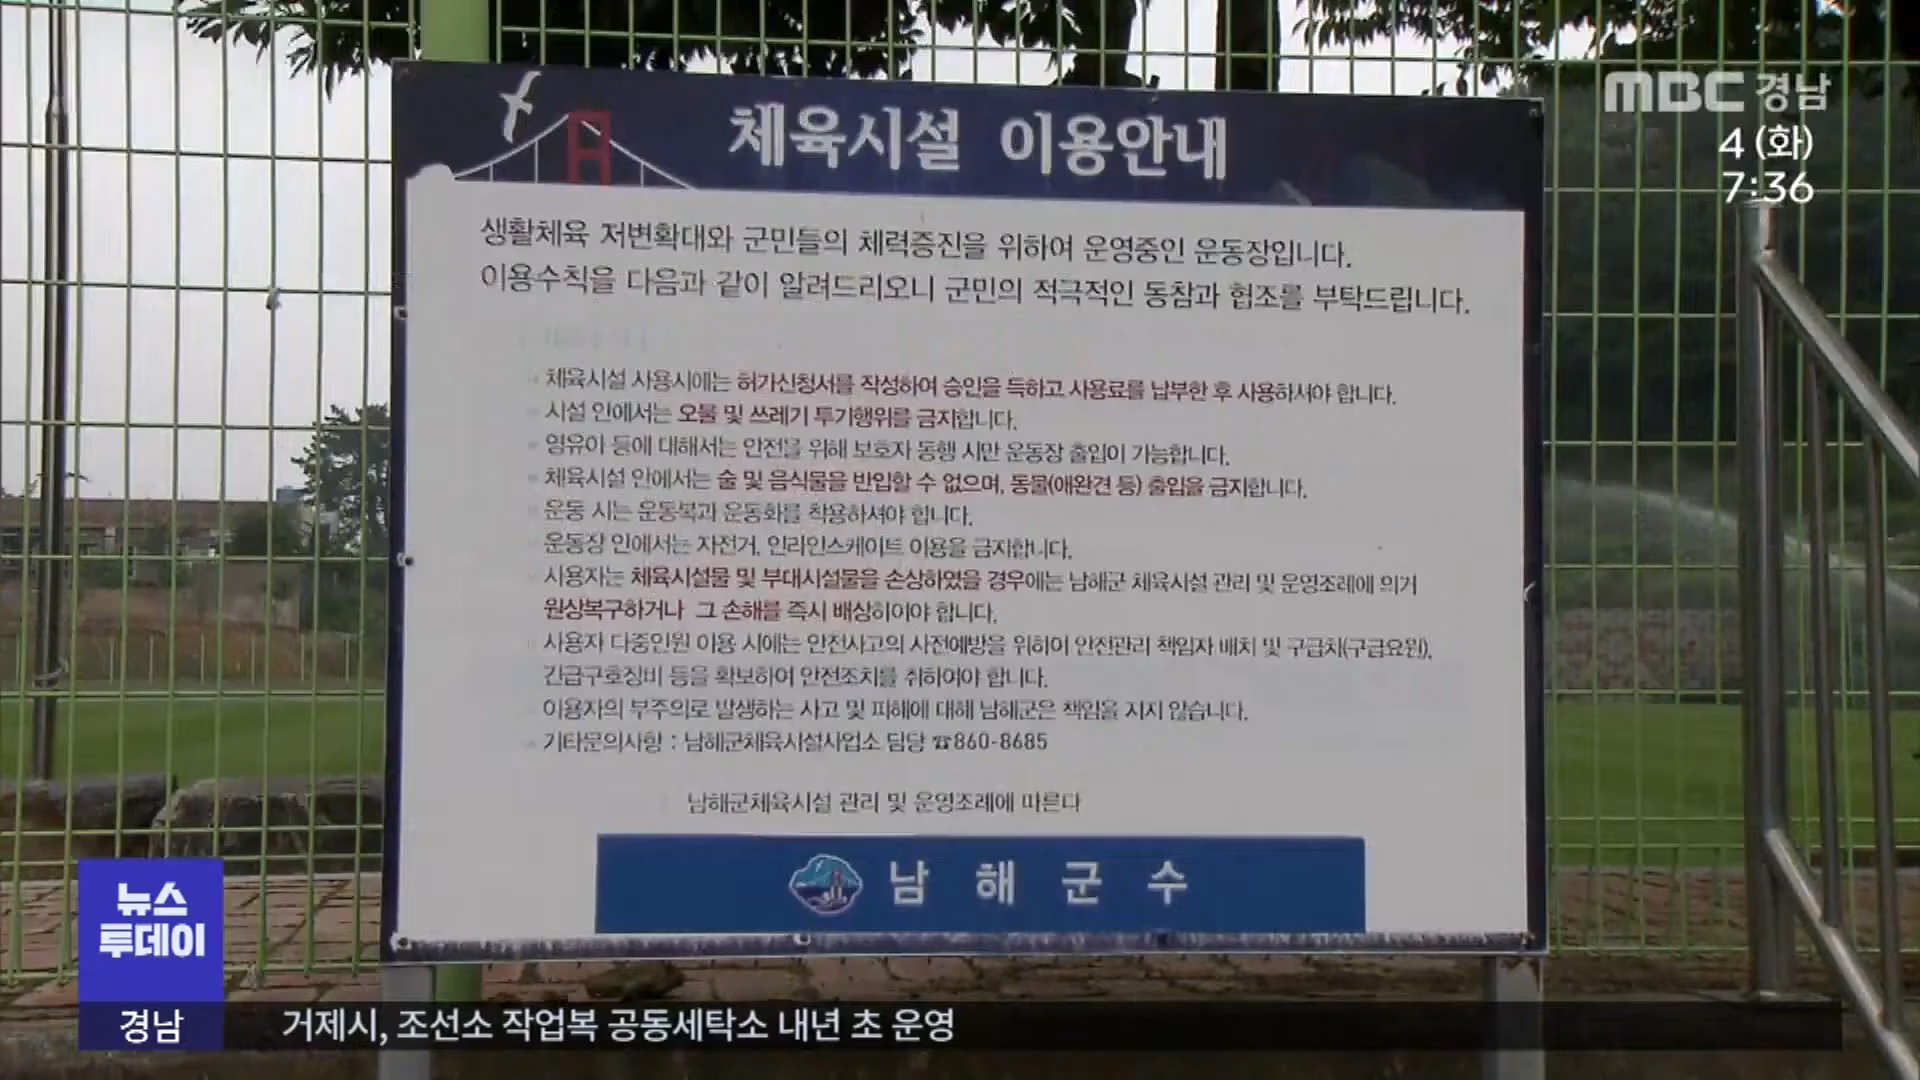 MBC 경남
4 (화)
7:36
체육시설 이용안내
생활체육 저변확대와 군민들의 체력증진을 위하여 운영중인 운동장입니다.
이용수칙을 다음과 같이 알려드리오니 군민의 적극적인 동참과 협조를 부탁드립니다.
체육시설 사용시에는 허가신청서를 작성하여 승인을 득하고 사용료를 납부한 후 사용하셔야 합니다.
시설 안에서는 오물 및 쓰레기 투기행위를 금지합니다.
영유아 등에 대해서는 안전을 위해 보호자 동행 시만 운동장 출입이 가능합니다.
체육시설 안에서는 술 및 음식물을 반입할 수 없으며, 동물(애완견 등) 출입을 금지합니다.
운동 시는 운동복과 운동화를 착용하셔야 합니다.
운동장 안에서는 자전거, 인라인스케이트 이용을 금지합니다.
사용자는 체육시설물 및 부대시설물을 손상하였을 경우에는 남해군 체육시설 관리 및 운영조례에 의거
원상복구하거나 그 손해를 즉시 배상하여야 합니다.
사용자 다중인원 이용 시에는 안전사고의 사전예방을 위하여 안전관리 책임자 배치 및 구급차(구급요원),
긴급구호장비 등을 확보하여 안전조치를 취하여야 합니다.
이용자의 부주의로 발생하는 사고 및 피해에 대해 남해군은 책임을 지지 않습니다.
기타문의사항 : 남해군체육시설사업소 담당 ☎860-8685
남해군체육시설 관리 및 운영조례에 따른다
남해군수
뉴스
투데이
경남
거제시, 조선소 작업복 공동세탁소 내년 초 운영